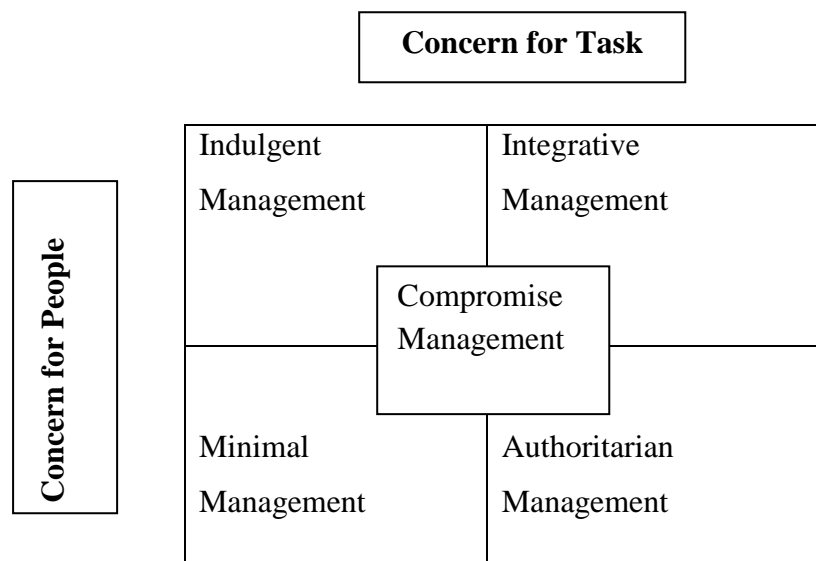 Concern for Task
Indulgent
Management
Integrative
Management
Concern for People
Compromise
Management
Minimal
Management
Authoritarian
Management